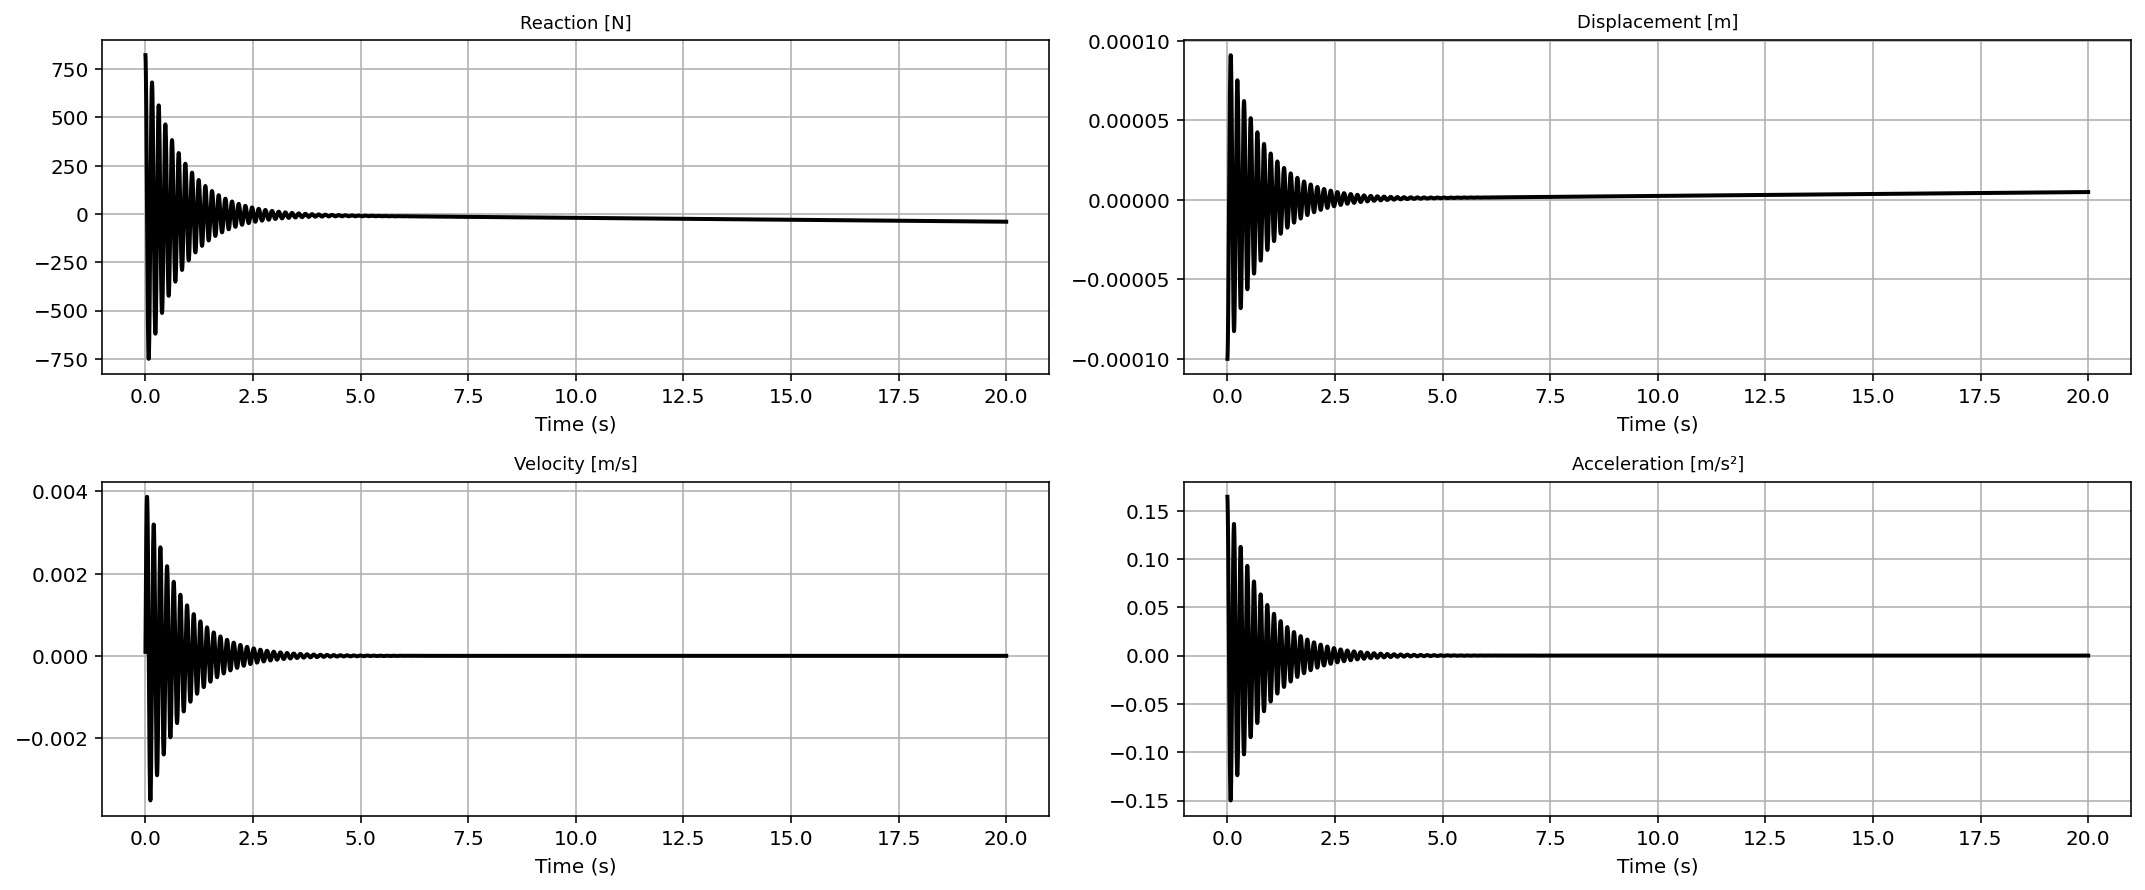 Reaction [N]
750
500
250
0
−250
−500
−750
0.0 2.5 5.0 7.5 10.0 12.5 15.0 17.5 20.0
Time (s)
Displacement [m]
0.00010
0.00005
0.00000
−0.00005
−0.00010
0.0 2.5 5.0 7.5 10.0 12.5 15.0 17.5 20.0
Time (s)
Velocity [m/s]
0.004
0.002
0.000
−0.002
0.0 2.5 5.0 7.5 10.0 12.5 15.0 17.5 20.0
Time (s)
Acceleration [m/s²]
0.15
0.10
0.05
0.00
−0.05
−0.10
−0.15
0.0 2.5 5.0 7.5 10.0 12.5 15.0 17.5 20.0
Time (s)